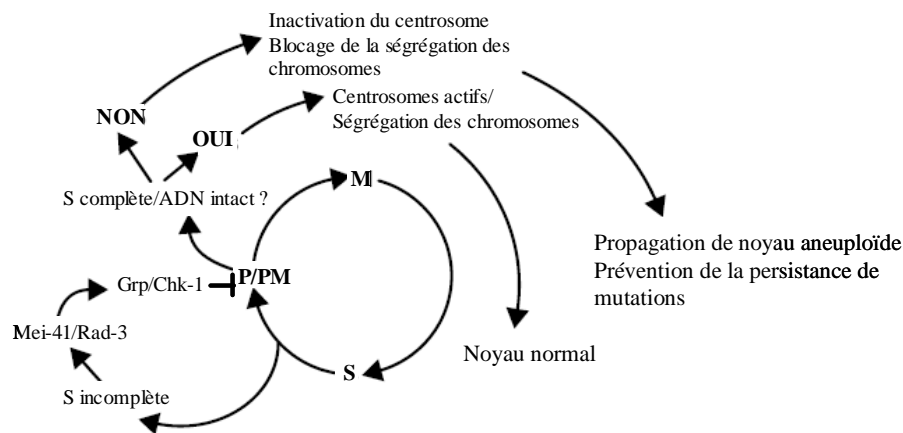 Inactivation du centrosome
Blocage de la ségrégation des
chromosomes
Centrosomes actifs/
Ségrégation des chromosomes
NON
OUI
S complète/ADN intact ?
M
Propagation de noyau aneuploïde
Prévention de la persistance de
mutations
Grp/Chk-1
P/PM
Mei-41/Rad-3
Noyau normal
S
S incomplète